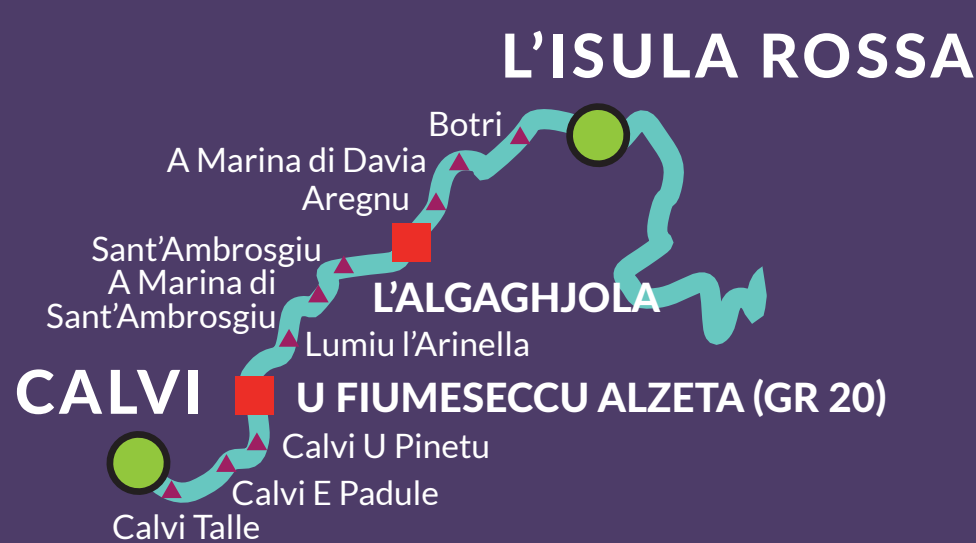 L’ISULA ROSSA
Botri
A Marina di Davia
Aregnu
Sant’Ambrosgiu
A Marina di
Sant’Ambrosgiu
L’ALGAGHJOLA
Lumiu l’Arinella
CALVI
U FIUMESECCU ALZETA (GR 20)
Calvi U Pinetu
Calvi E Padule
Calvi Talle